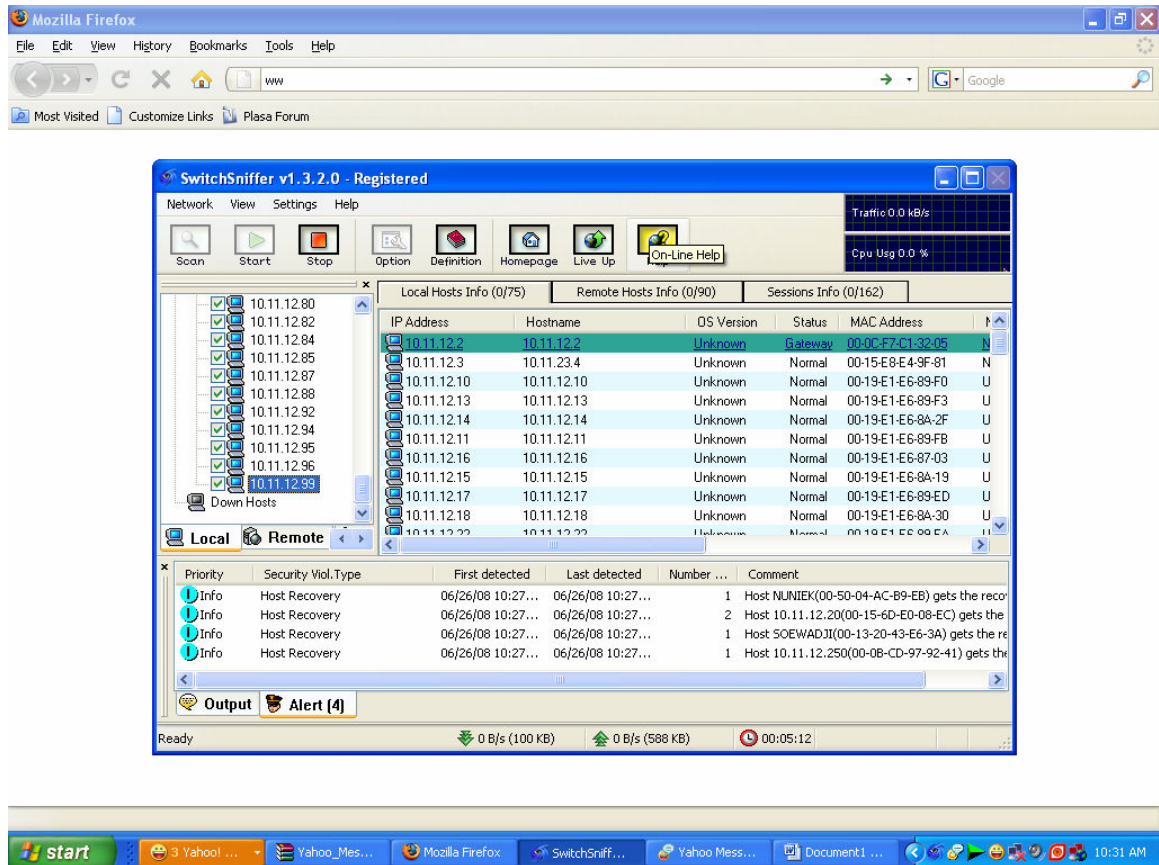 Mozilla Firefox
File Edit View History Bookmarks Tools Help
ww
Google
Most Visited Customize Links Plasa Forum
SwitchSniffer v1.3.2.0 - Registered
Network View Settings Help
Traffic 0.0 kB/s
Cpu Usg 0.0 %
Scan Start Stop Option Definition Homepage Live Up
On-Line Help
10.11.12.80
10.11.12.82
10.11.12.84
10.11.12.85
10.11.12.87
10.11.12.88
10.11.12.92
10.11.12.94
10.11.12.95
10.11.12.96
10.11.12.99
Down Hosts
Local Remote
Local Hosts Info (0/75) Remote Hosts Info (0/90) Sessions Info (0/162)
IP Address Hostname OS Version Status MAC Address
10.11.12.2 10.11.12.2 Unknown Gateway 00-0C-F7-C1-32-05 N
10.11.12.3 10.11.23.4 Unknown Normal 00-15-E8-E4-9F-81 N
10.11.12.10 10.11.12.10 Unknown Normal 00-19-E1-E6-89-F0 U
10.11.12.13 10.11.12.13 Unknown Normal 00-19-E1-E6-89-F3 U
10.11.12.14 10.11.12.14 Unknown Normal 00-19-E1-E6-8A-2F U
10.11.12.11 10.11.12.11 Unknown Normal 00-19-E1-E6-89-FB U
10.11.12.16 10.11.12.16 Unknown Normal 00-19-E1-E6-87-03 U
10.11.12.15 10.11.12.15 Unknown Normal 00-19-E1-E6-8A-19 U
10.11.12.17 10.11.12.17 Unknown Normal 00-19-E1-E6-89-ED U
10.11.12.18 10.11.12.18 Unknown Normal 00-19-E1-E6-8A-30 U
Priority Security Viol.Type First detected Last detected Number ... Comment
Info Host Recovery 06/26/08 10:27... 06/26/08 10:27... 1 Host NUNIEK(00-50-04-AC-B9-EB) gets the reco
Info Host Recovery 06/26/08 10:27... 06/26/08 10:27... 2 Host 10.11.12.20(00-15-6D-E0-08-EC) gets the
Info Host Recovery 06/26/08 10:27... 06/26/08 10:27... 1 Host SOEWADJI(00-13-20-43-E6-3A) gets the re
Info Host Recovery 06/26/08 10:27... 06/26/08 10:27... 1 Host 10.11.12.250(00-0B-CD-97-92-41) gets the
Output Alert (4)
Ready 0 B/s (100 KB) 0 B/s (588 KB) 00:05:12
start 3 Yahoo! ... Yahoo_Mes... Mozilla Firefox SwitchSniff... Yahoo Mess... Document1 ... 10:31 AM